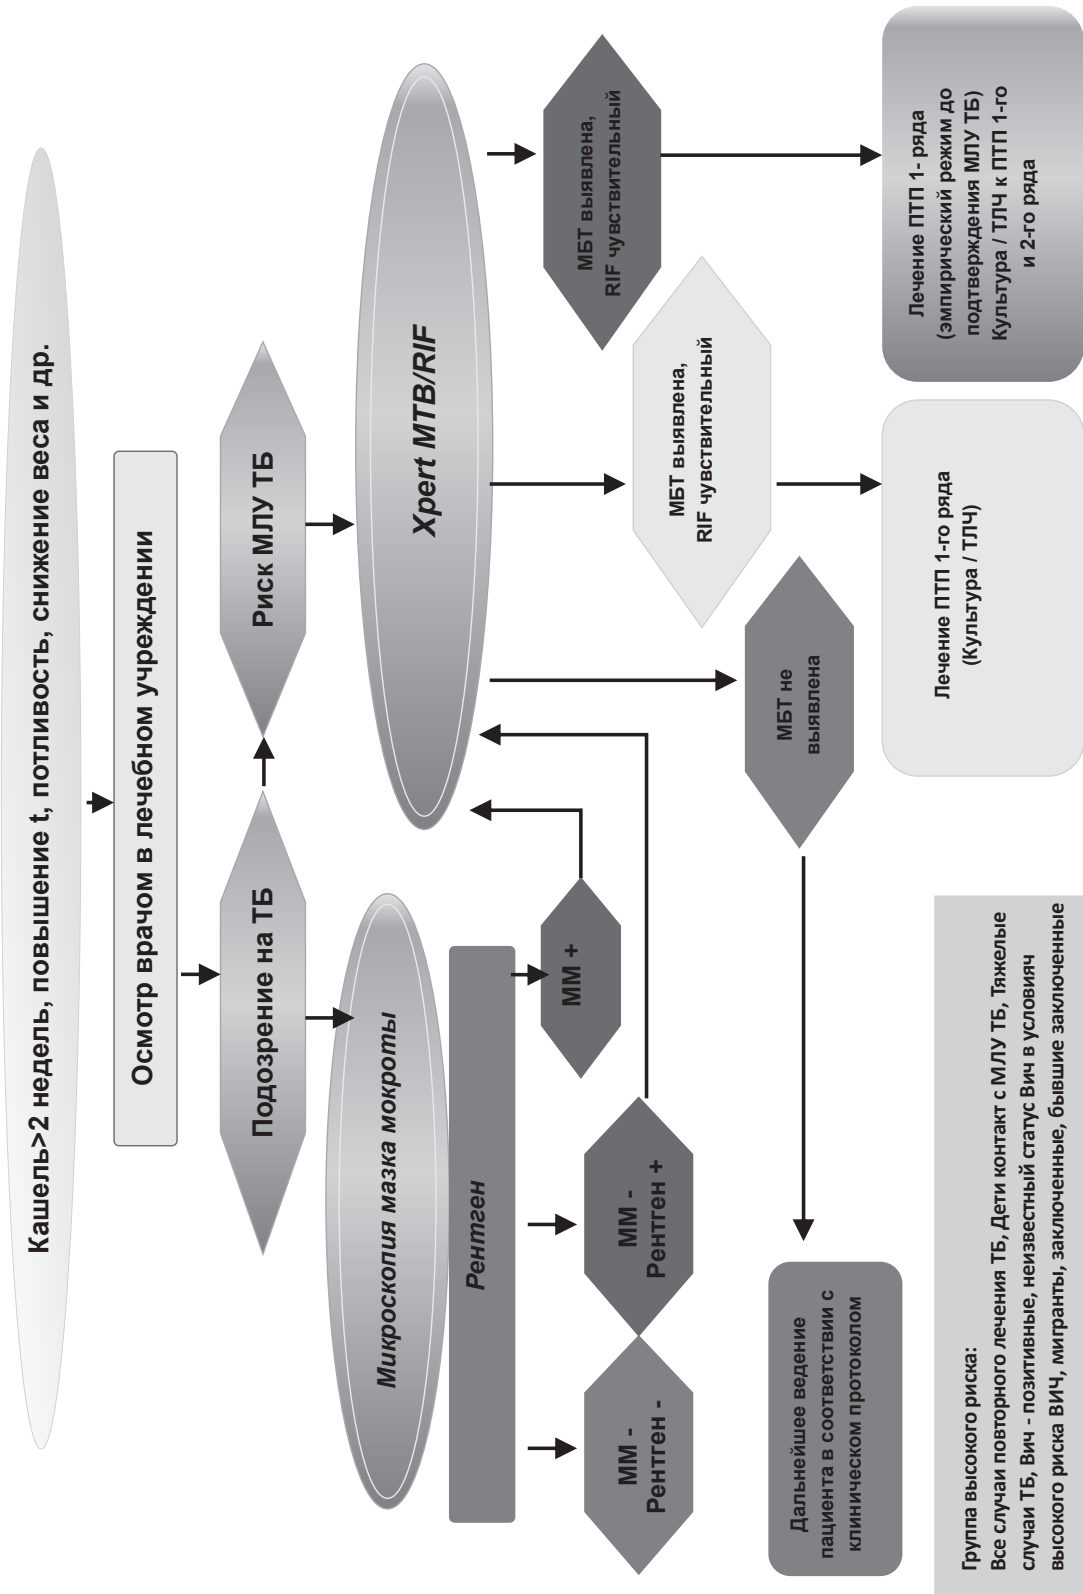 Кашель>2 недель, повышение t, потливость, снижение веса и др.
Осмотр врачом в лечебном учреждении
Подозрение на ТБ
Риск МЛУ ТБ
Микроскопия мазка мокроты
Рентген
Xpert MTB/RIF
ММ +
ММ -
Рентген -
ММ -
Рентген +
МБТ не
выявлена
МБТ выявлена,
RIF чувствительный
МБТ выявлена,
RIF чувствительный
Дальнейшее ведение
пациента в соответствии с
клиническом протоколом
Лечение ПТП 1-го ряда
(Культура / ТЛЧ)
Лечение ПТП 1- ряда
(эмпирический режим до
подтверждения МЛУ ТБ)
Культура / ТЛЧ к ПТП 1-го
и 2-го ряда
Группа высокого риска:
Все случаи повторного лечения ТБ, Дети контакт с МЛУ ТБ, Тяжелые
случаи ТБ, Вич - позитивные, неизвестный статус Вич в условияч
высокого риска ВИЧ, мигранты, заключенные, бывшие заключенные